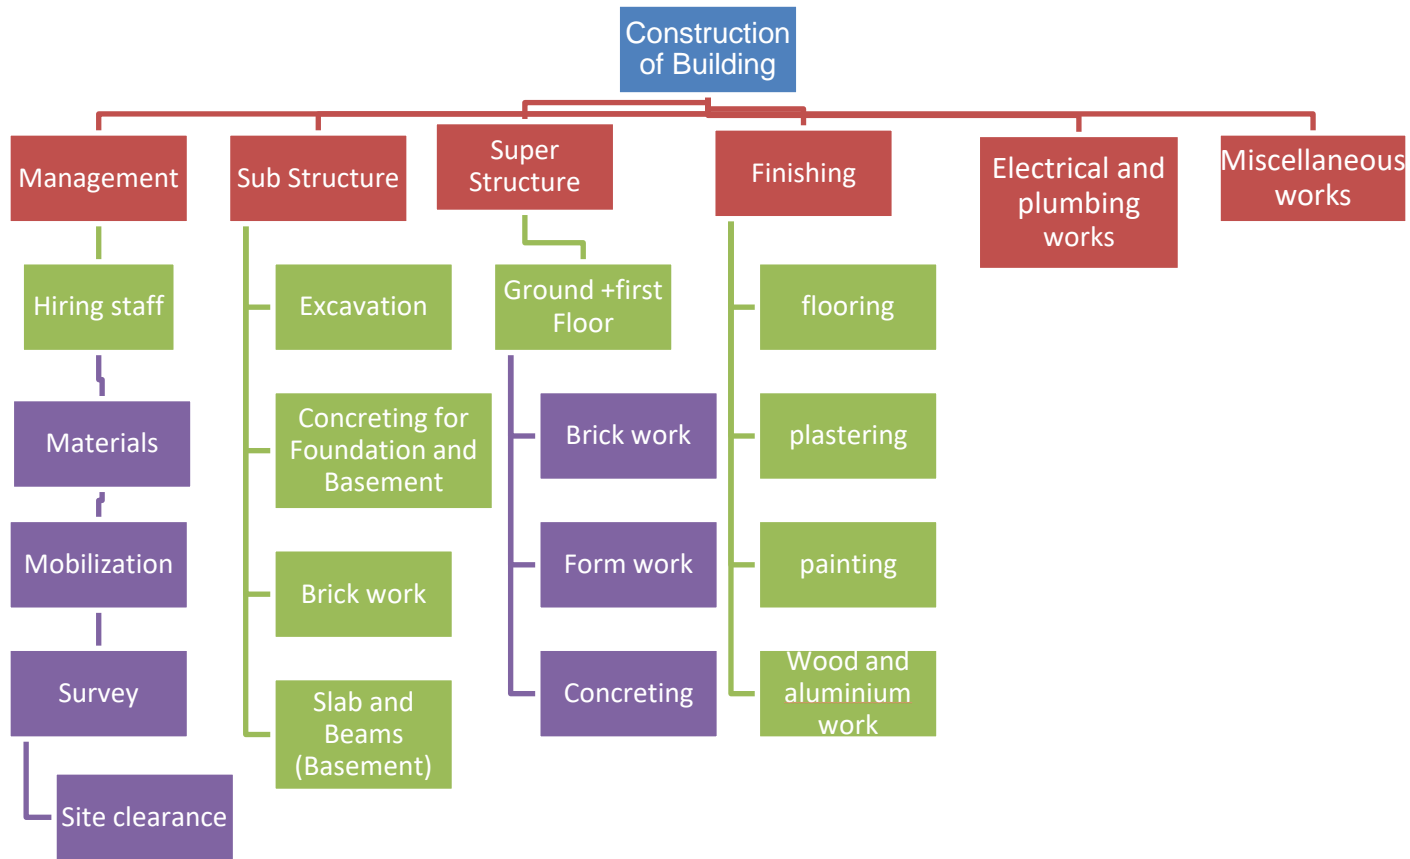 Construction
of Building
Management
Sub Structure
Super
Structure
Finishing
Electrical and
plumbing
works
Miscellaneous
works
Hiring staff
Excavation
Ground +first
Floor
flooring
Materials
Concreting for
Foundation and
Basement
Brick work
plastering
Mobilization
Brick work
Form work
painting
Survey
Slab and
Beams
(Basement)
Concreting
Wood and
aluminium
work
Site clearance